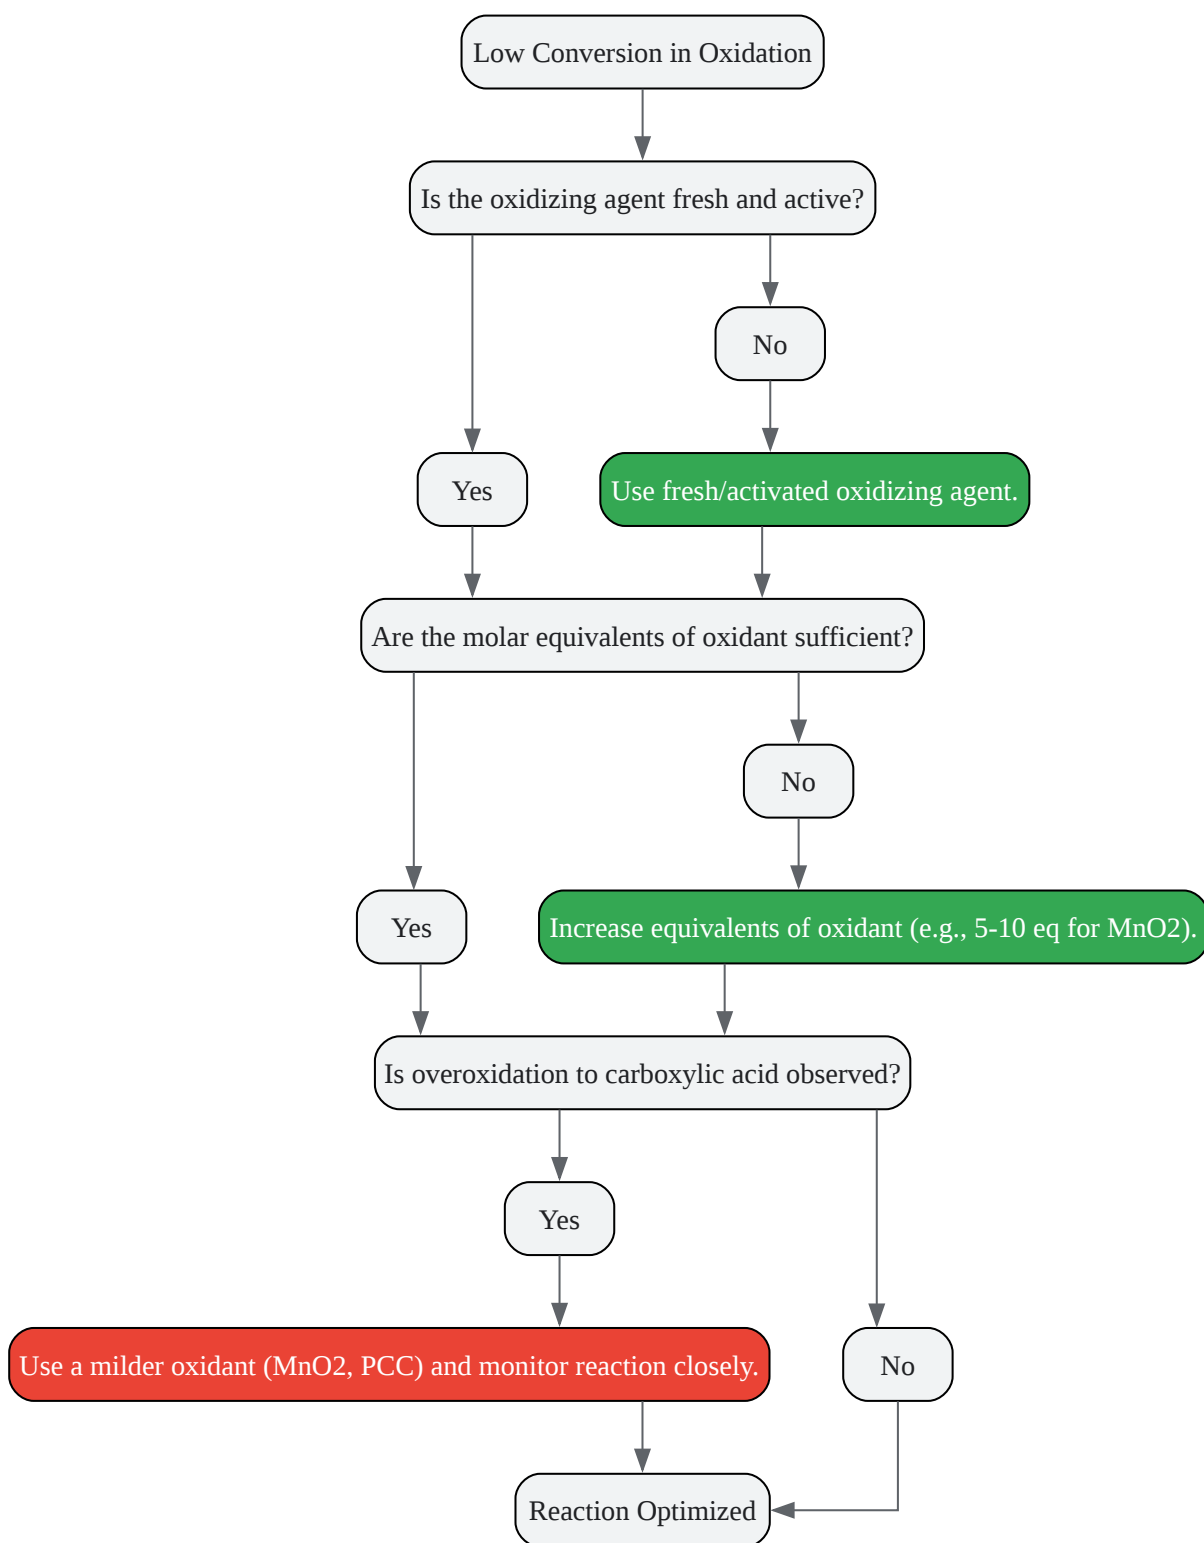 Low Conversion in Oxidation
Is the oxidizing agent fresh and active?
No
Yes
Use fresh/activated oxidizing agent.
Are the molar equivalents of oxidant sufficient?
No
Yes
Increase equivalents of oxidant (e.g., 5-10 eq for MnO2).
Is overoxidation to carboxylic acid observed?
Yes
Use a milder oxidant (MnO2, PCC) and monitor reaction closely.
No
Reaction Optimized